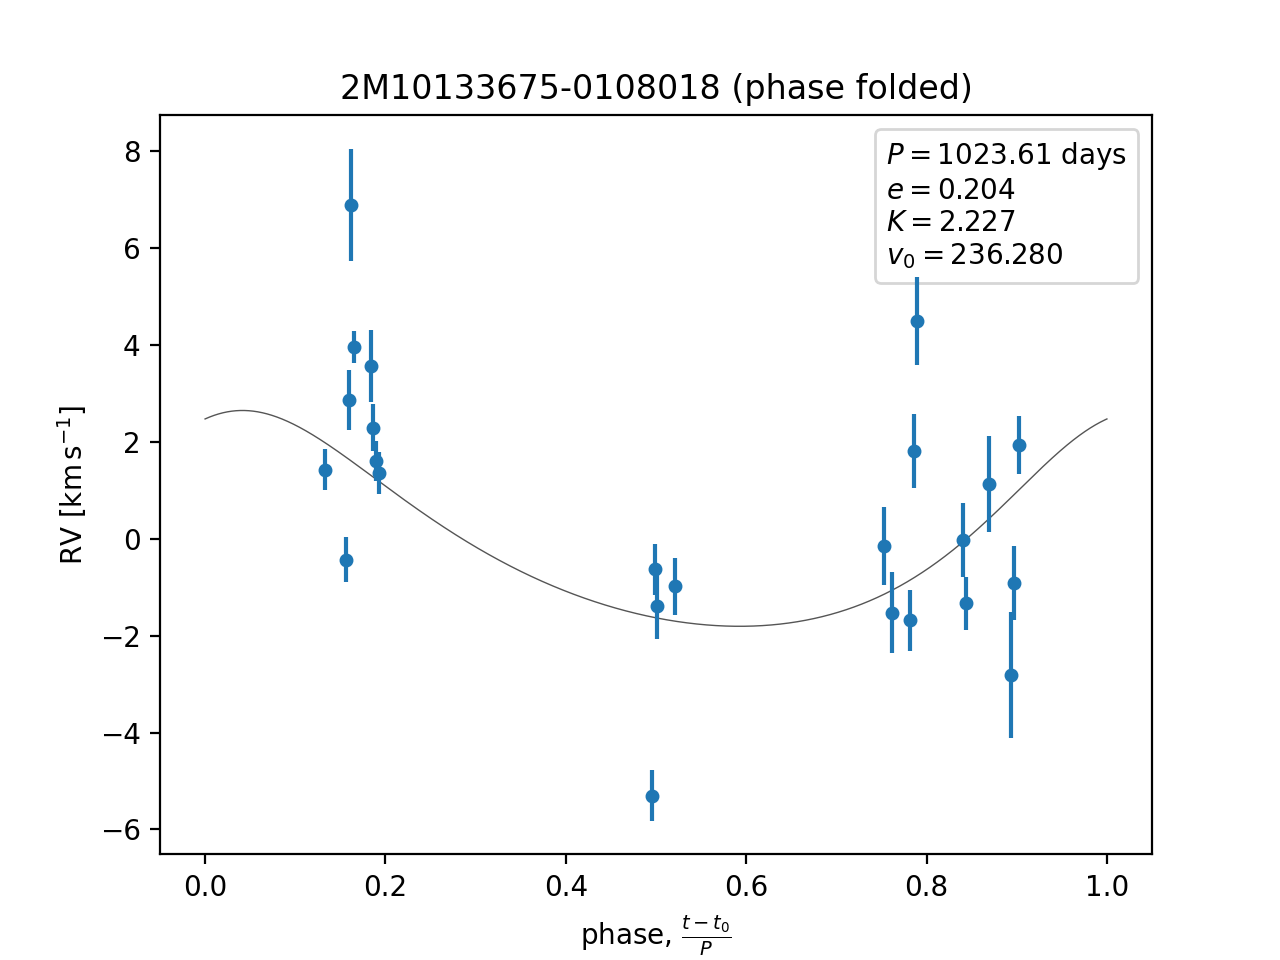 2M10133675-0108018 (phase folded)
P = 1023.61 days
e = 0.204
K = 2.227
v₀ = 236.280
RV [km s⁻¹]
8
6
4
2
0
−2
−4
−6
0.0 0.2 0.4 0.6 0.8 1.0
phase, (t − t₀)/P